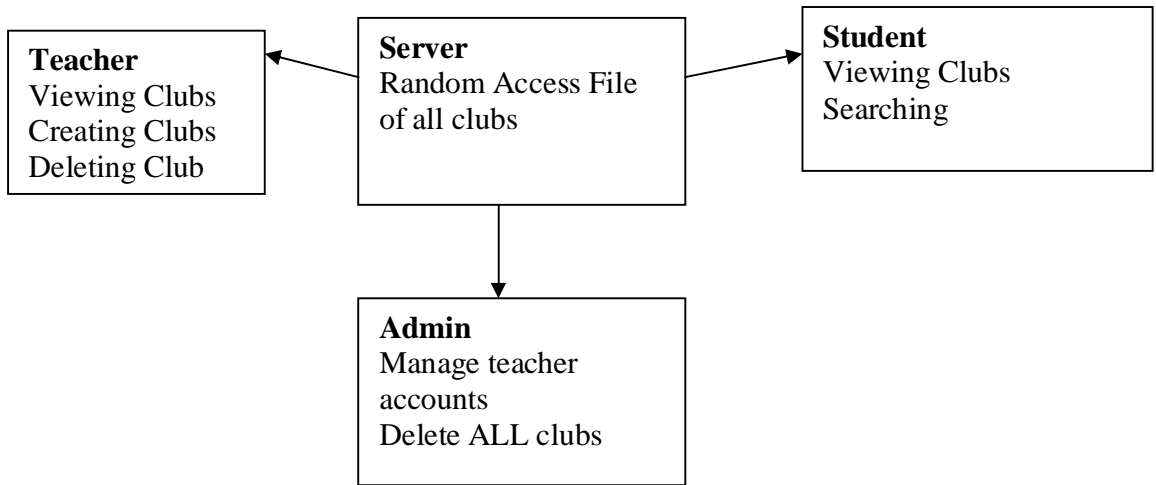 Teacher
Viewing Clubs
Creating Clubs
Deleting Club
Server
Random Access File
of all clubs
Student
Viewing Clubs
Searching
Admin
Manage teacher
accounts
Delete ALL clubs